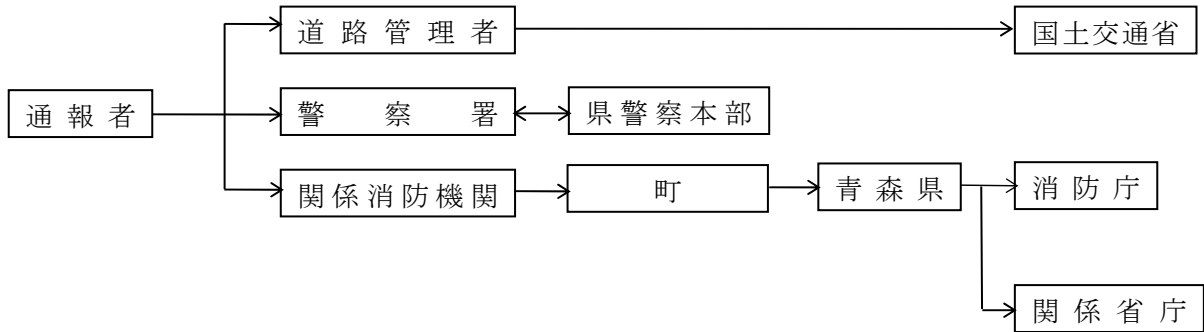 道路管理者
国土交通省
通報者
警察署
県警察本部
関係消防機関
町
青森県
消防庁
関係省庁